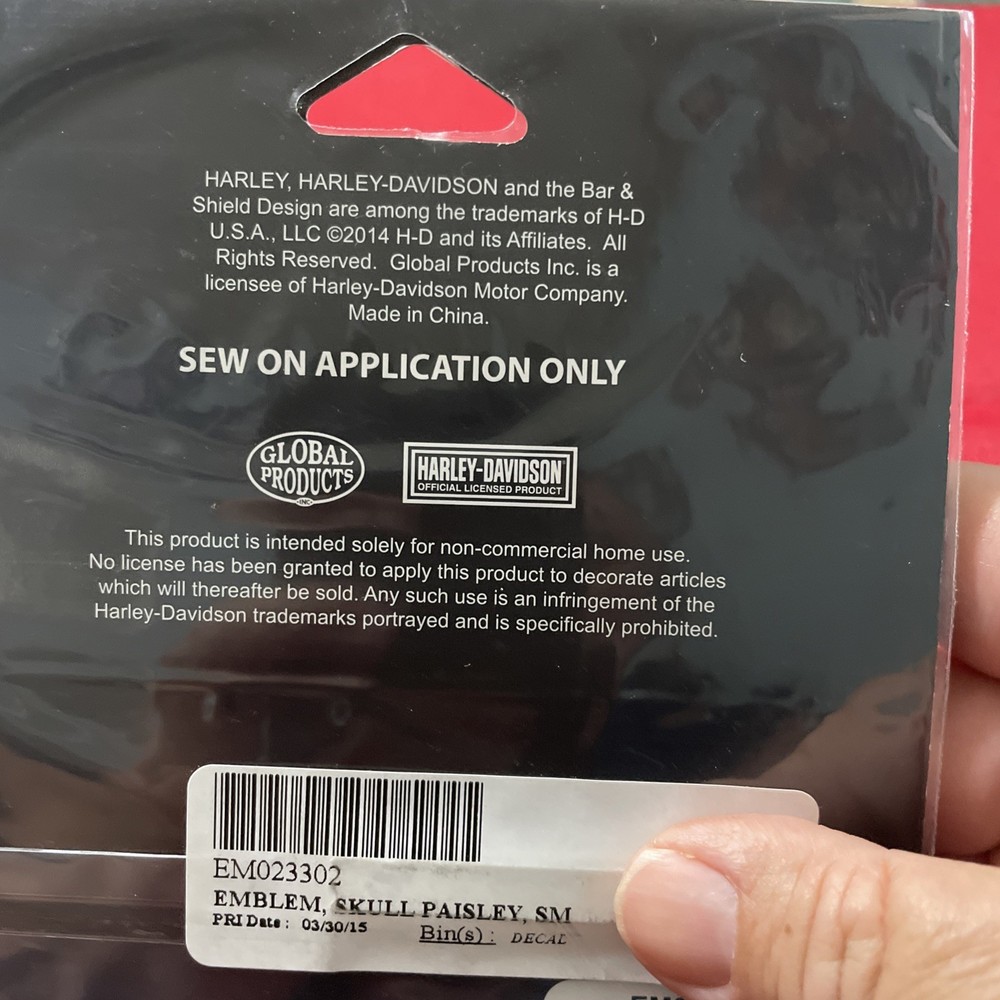 HARLEY, HARLEY-DAVIDSON and the Bar &
Shield Design are among the trademarks of H-D
U.S.A., LLC ©2014 H-D and its Affiliates. All
Rights Reserved. Global Products Inc. is a
licensee of Harley-Davidson Motor Company.
Made in China.
SEW ON APPLICATION ONLY
GLOBAL
PRODUCTS
INC
HARLEY-DAVIDSON
OFFICIAL LICENSED PRODUCT
This product is intended solely for non-commercial home use.
No license has been granted to apply this product to decorate articles
which will thereafter be sold. Any such use is an infringement of the
Harley-Davidson trademarks portrayed and is specifically prohibited.
EM023302
EMBLEM, SKULL PAISLEY, SM
PRI Date: 03/30/15 Bin(s): DECAL